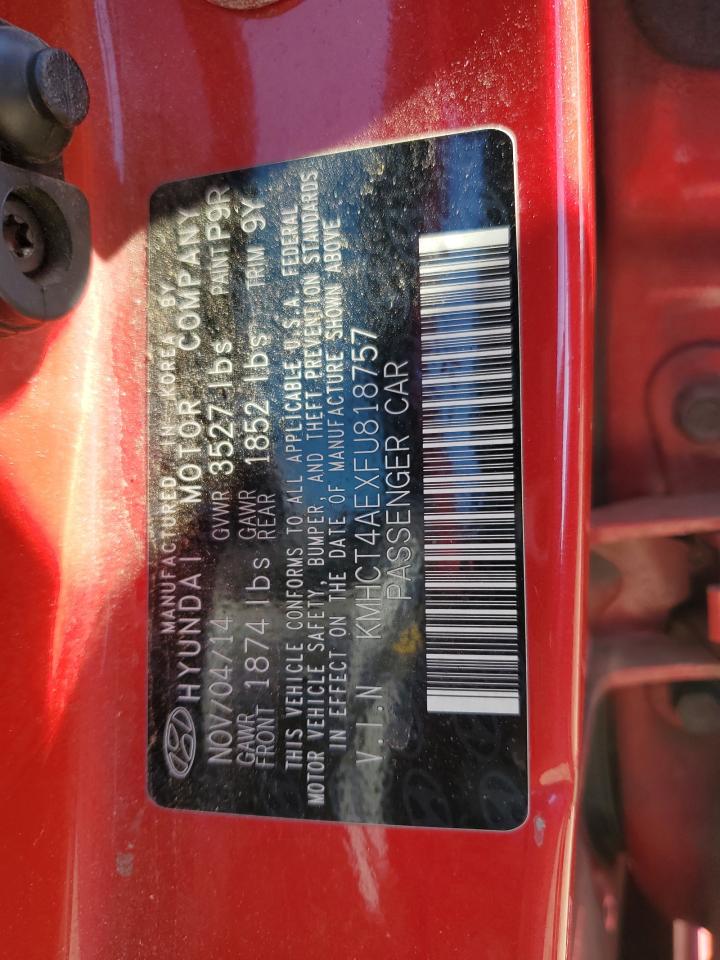 MANUFACTURED IN KOREA BY
HYUNDAI MOTOR COMPANY
NOV/04/14 GVWR 3527 lbs PAINT P9R
GAWR FRONT 1874 lbs GAWR REAR 1852 lbs TRIM 9Y
THIS VEHICLE CONFORMS TO ALL APPLICABLE U.S.A. FEDERAL
MOTOR VEHICLE SAFETY, BUMPER, AND THEFT PREVENTION STANDARDS
IN EFFECT ON THE DATE OF MANUFACTURE SHOWN ABOVE
V.I.N KMHCT4AEXFU818757
PASSENGER CAR